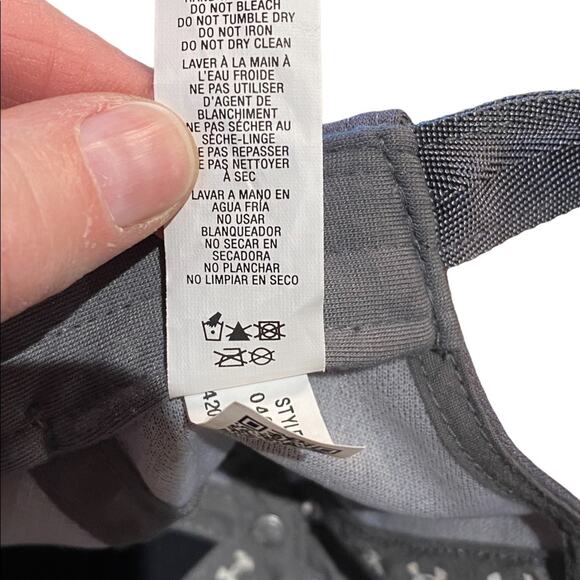 DO NOT BLEACH
DO NOT TUMBLE DRY
DO NOT IRON
DO NOT DRY CLEAN
LAVER À LA MAIN À
L'EAU FROIDE
NE PAS UTILISER
D'AGENT DE
BLANCHIMENT
NE PAS SÉCHER AU
SÈCHE-LINGE
NE PAS REPASSER
NE PAS NETTOYER
À SEC
LAVAR A MANO EN
AGUA FRÍA
NO USAR
BLANQUEADOR
NO SECAR EN
SECADORA
NO PLANCHAR
NO LIMPIAR EN SECO
STYLE
420